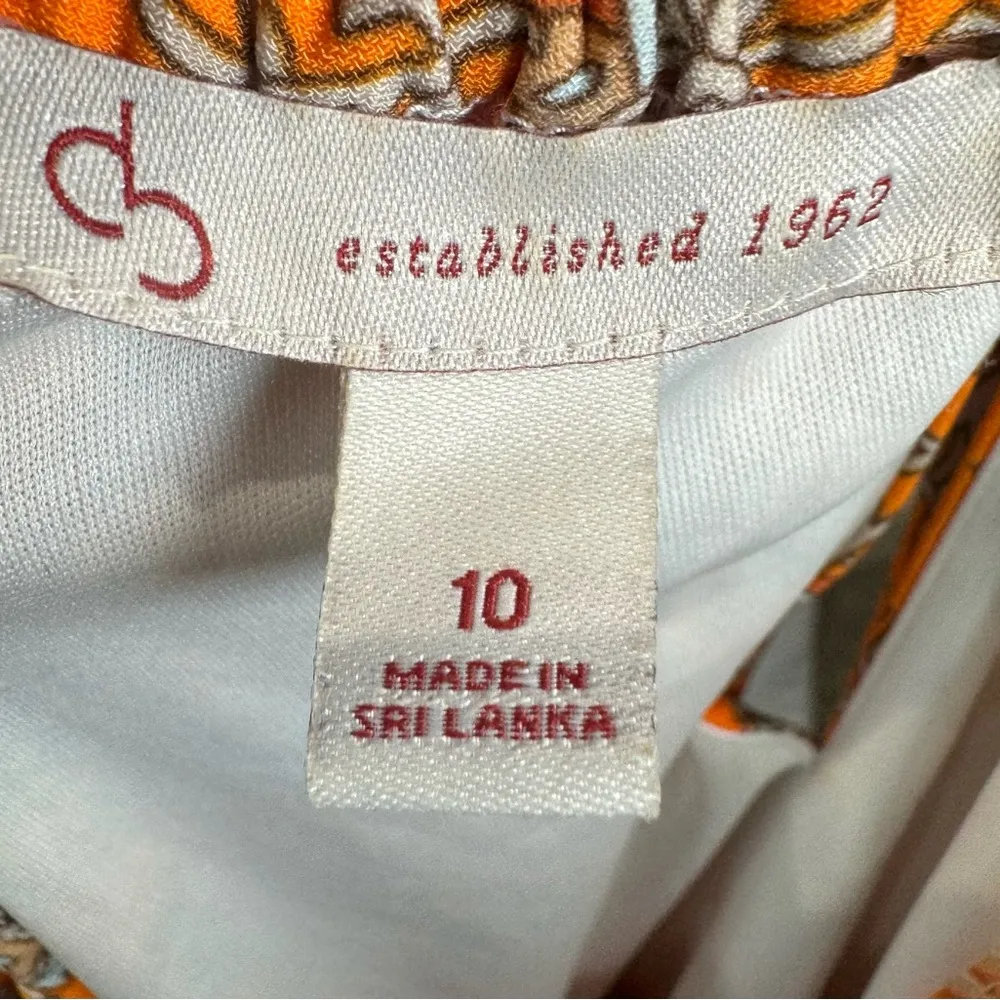 established 1962
10
MADE IN
SRI LANKA